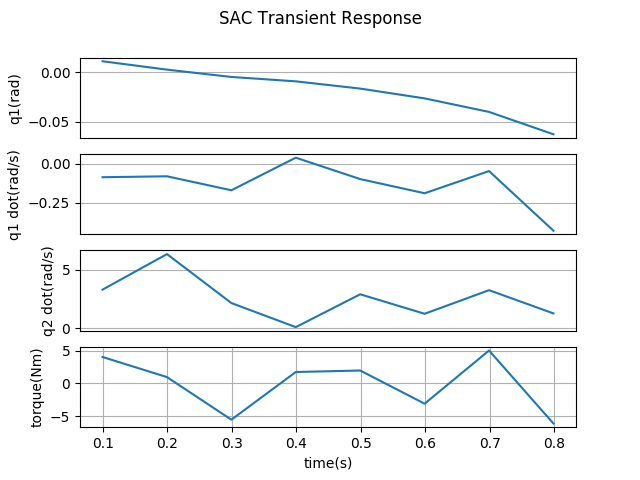 SAC Transient Response
q1(rad)
0.00
−0.05
q1 dot(rad/s)
0.00
−0.25
q2 dot(rad/s)
5
0
torque(Nm)
5
0
−5
0.1 0.2 0.3 0.4 0.5 0.6 0.7 0.8
time(s)